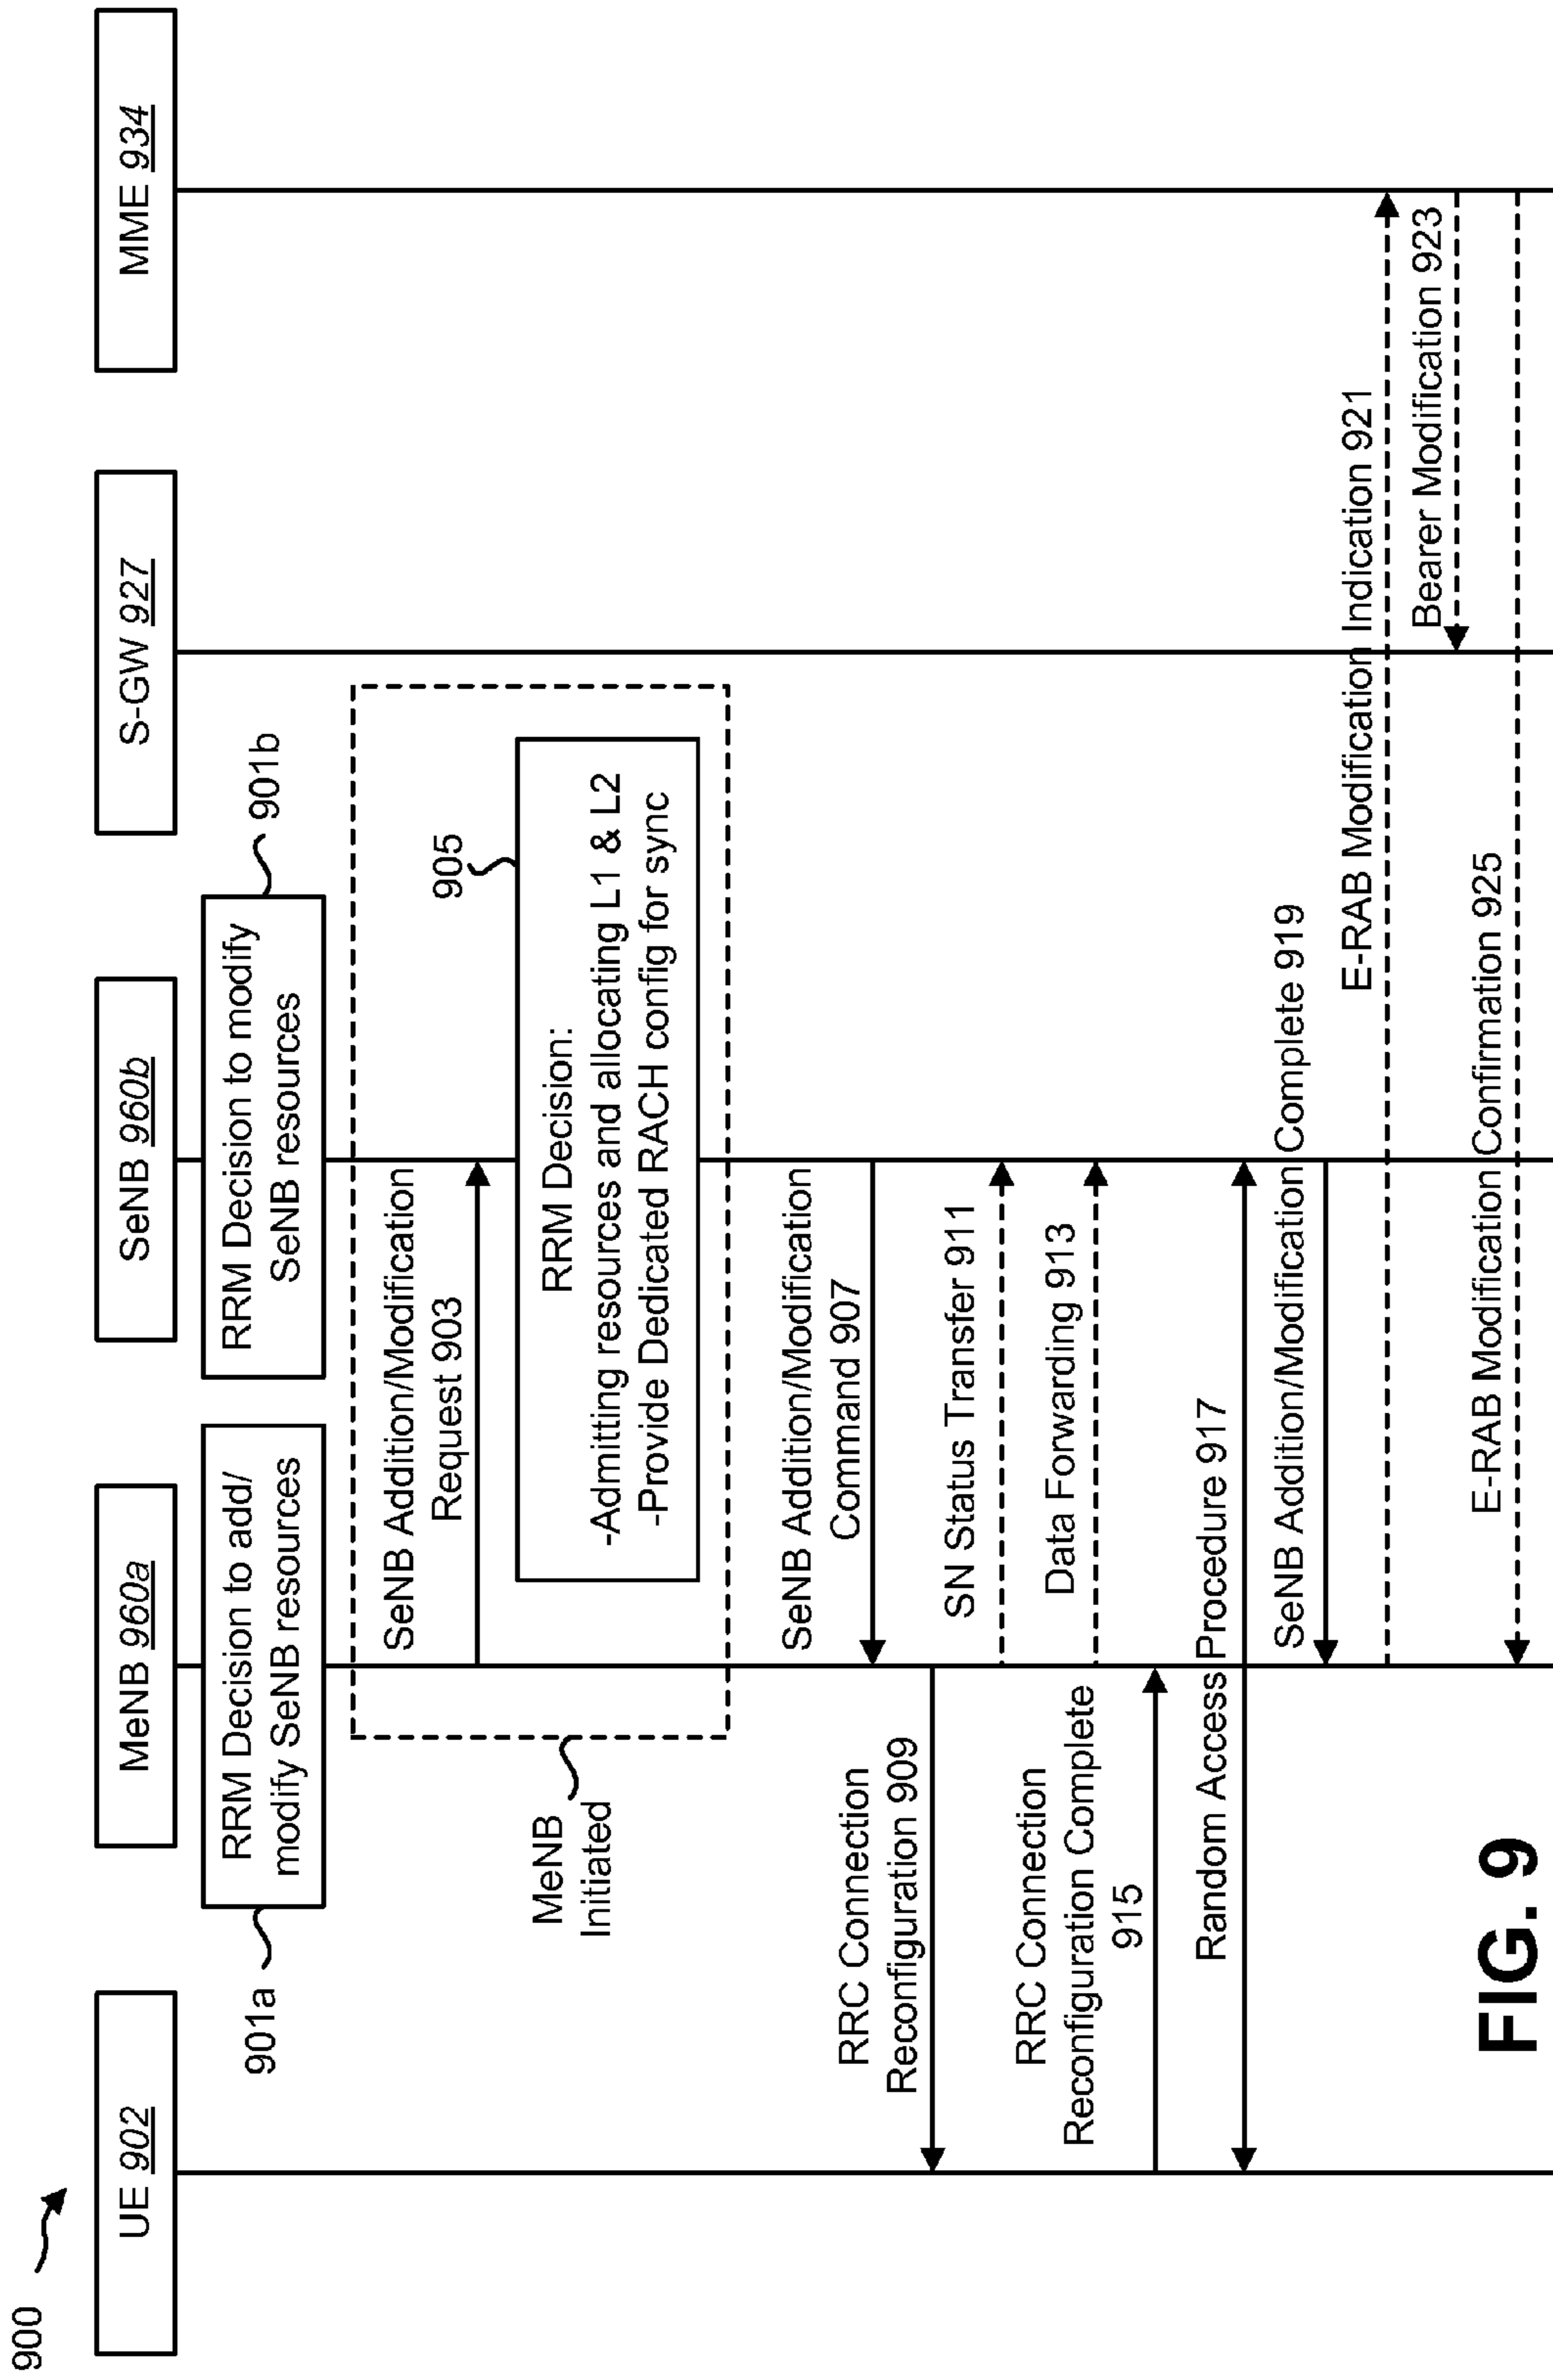 900
UE 902
MeNB 960a
SeNB 960b
S-GW 927
MME 934
RRM Decision to add/
modify SeNB resources
901a
RRM Decision to modify
SeNB resources
901b
MeNB
Initiated
SeNB Addition/Modification
Request 903
905
RRM Decision:
-Admitting resources and allocating L1 & L2
-Provide Dedicated RACH config for sync
SeNB Addition/Modification
Command 907
RRC Connection
Reconfiguration 909
SN Status Transfer 911
Data Forwarding 913
RRC Connection
Reconfiguration Complete
915
Random Access Procedure 917
SeNB Addition/Modification Complete 919
E-RAB Modification Indication 921
Bearer Modification 923
E-RAB Modification Confirmation 925
FIG. 9